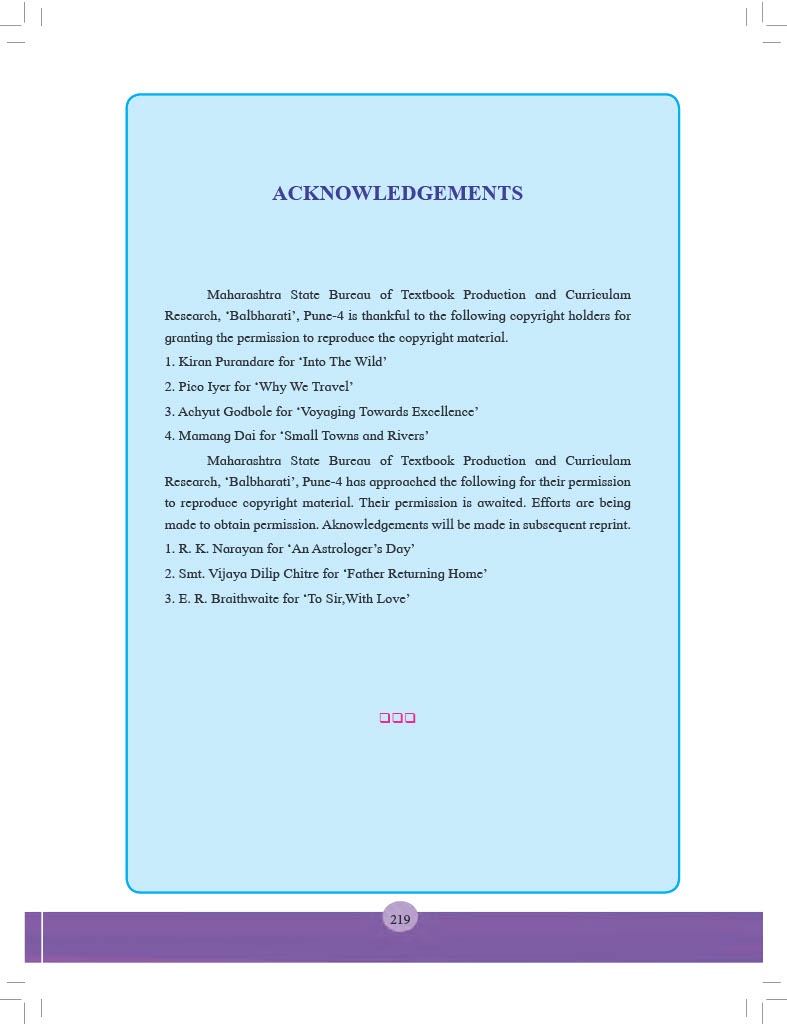 ACKNOWLEDGEMENTS
Maharashtra State Bureau of Textbook Production and Curriculam
Research, ‘Balbharati’, Pune-4 is thankful to the following copyright holders for
granting the permission to reproduce the copyright material.
1. Kiran Purandare for ‘Into The Wild’
2. Pico Iyer for ‘Why We Travel’
3. Achyut Godbole for ‘Voyaging Towards Excellence’
4. Mamang Dai for ‘Small Towns and Rivers’
Maharashtra State Bureau of Textbook Production and Curriculam
Research, ‘Balbharati’, Pune-4 has approached the following for their permission
to reproduce copyright material. Their permission is awaited. Efforts are being
made to obtain permission. Aknowledgements will be made in subsequent reprint.
1. R. K. Narayan for ‘An Astrologer’s Day’
2. Smt. Vijaya Dilip Chitre for ‘Father Returning Home’
3. E. R. Braithwaite for ‘To Sir,With Love’
219